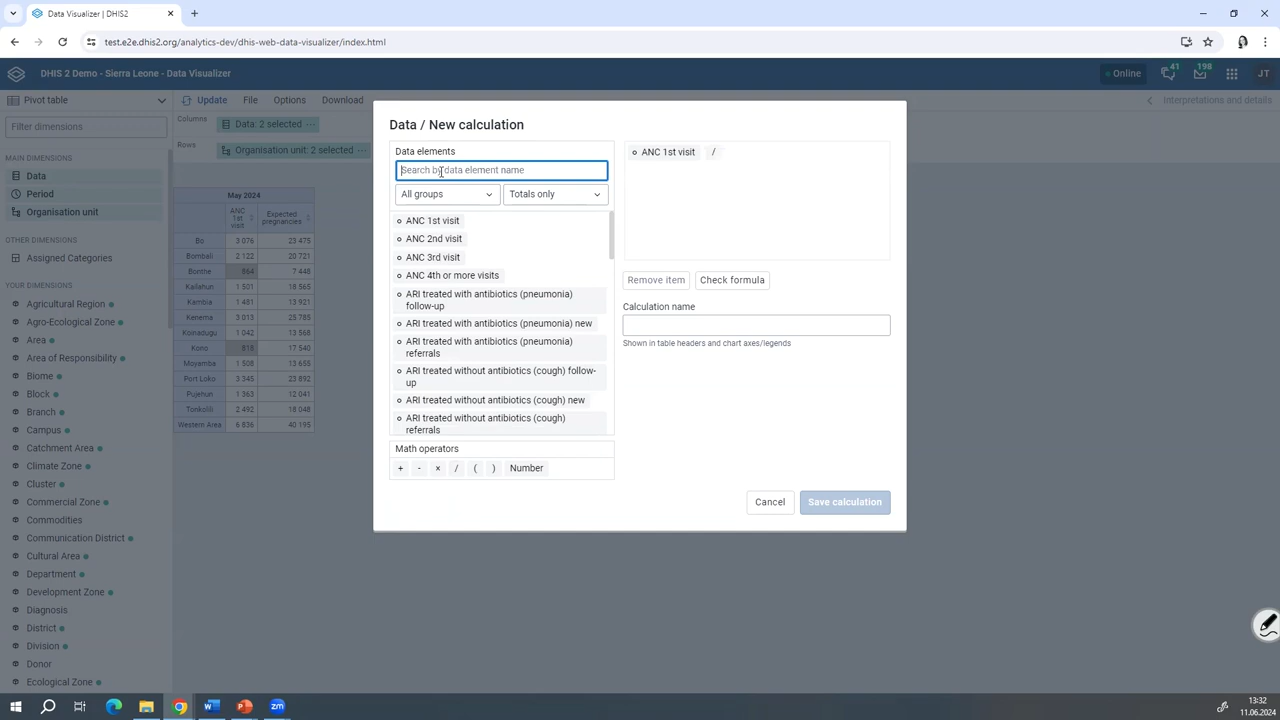 Data Visualizer | DHIS2
test.e2e.dhis2.org/analytics-dev/dhis-web-data-visualizer/index.html
DHIS 2 Demo - Sierra Leone - Data Visualizer
Online
41
198
JT
Pivot table
Update
File
Options
Download
Interpretations and details
Filter dimensions
Columns
Data: 2 selected ...
Rows
Organisation unit: 2 selected ...
MAIN DIMENSIONS
Data
Period
Organisation unit
OTHER DIMENSIONS
Assigned Categories
YOUR DIMENSIONS
Agricultural Region
Agro-Ecological Zone
Area
Area of Responsibility
Biome
Block
Branch
Campus
Catchment Area
Climate Zone
Cluster
Commercial Zone
Commodities
Communication District
Cultural Area
Department
Development Zone
Diagnosis
District
Division
Donor
Ecological Zone
May 2024
ANC 1st visit
Expected pregnancies
Bo 3 076 23 475
Bombali 2 122 20 721
Bonthe 864 7 448
Kailahun 1 501 18 565
Kambia 1 481 13 921
Kenema 3 013 25 785
Koinadugu 1 042 13 568
Kono 818 17 540
Moyamba 1 508 13 655
Port Loko 3 345 23 892
Pujehun 1 363 12 041
Tonkolili 2 492 18 048
Western Area 6 836 40 195
Data / New calculation
Data elements
Search by data element name
All groups
Totals only
ANC 1st visit
ANC 2nd visit
ANC 3rd visit
ANC 4th or more visits
ARI treated with antibiotics (pneumonia)
follow-up
ARI treated with antibiotics (pneumonia) new
ARI treated with antibiotics (pneumonia)
referrals
ARI treated without antibiotics (cough) follow-
up
ARI treated without antibiotics (cough) new
ARI treated without antibiotics (cough)
referrals
Math operators
+ - × / ( ) Number
ANC 1st visit /
Remove item
Check formula
Calculation name
Shown in table headers and chart axes/legends
Cancel
Save calculation
13:32
11.06.2024